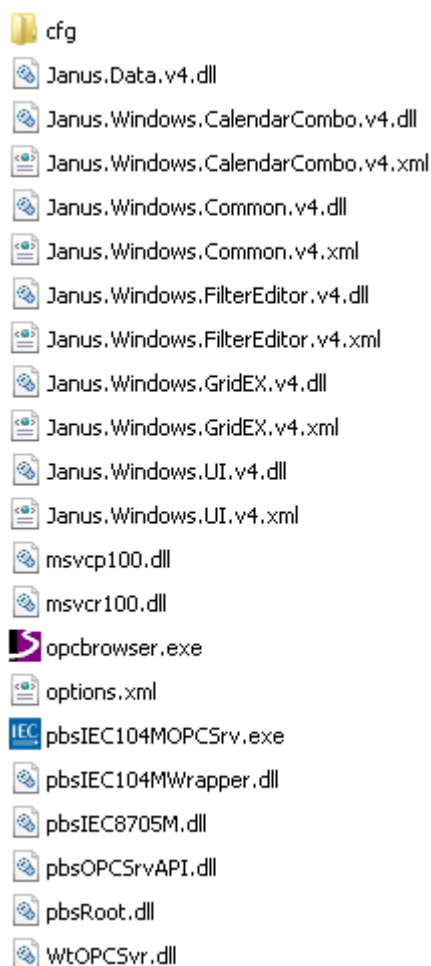 cfg
Janus.Data.v4.dll
Janus.Windows.CalendarCombo.v4.dll
Janus.Windows.CalendarCombo.v4.xml
Janus.Windows.Common.v4.dll
Janus.Windows.Common.v4.xml
Janus.Windows.FilterEditor.v4.dll
Janus.Windows.FilterEditor.v4.xml
Janus.Windows.GridEX.v4.dll
Janus.Windows.GridEX.v4.xml
Janus.Windows.UI.v4.dll
Janus.Windows.UI.v4.xml
msvcp100.dll
msvcr100.dll
opcbrowser.exe
options.xml
IEC pbsIEC104MOPCSrv.exe
pbsIEC104MWrapper.dll
pbsIEC8705M.dll
pbsOPCSrvAPI.dll
pbsRoot.dll
WtOPCSvr.dll